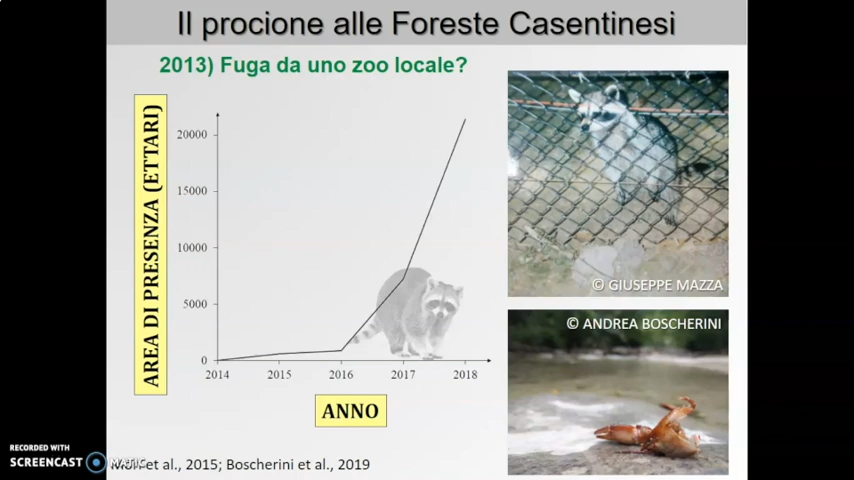 Il procione alle Foreste Casentinesi
2013) Fuga da uno zoo locale?
AREA DI PRESENZA (ETTARI)
20000
15000
10000
5000
0
2014 2015 2016 2017 2018
ANNO
© GIUSEPPE MAZZA
© ANDREA BOSCHERINI
RECORDED WITH
SCREENCAST MATIC
et al., 2015; Boscherini et al., 2019